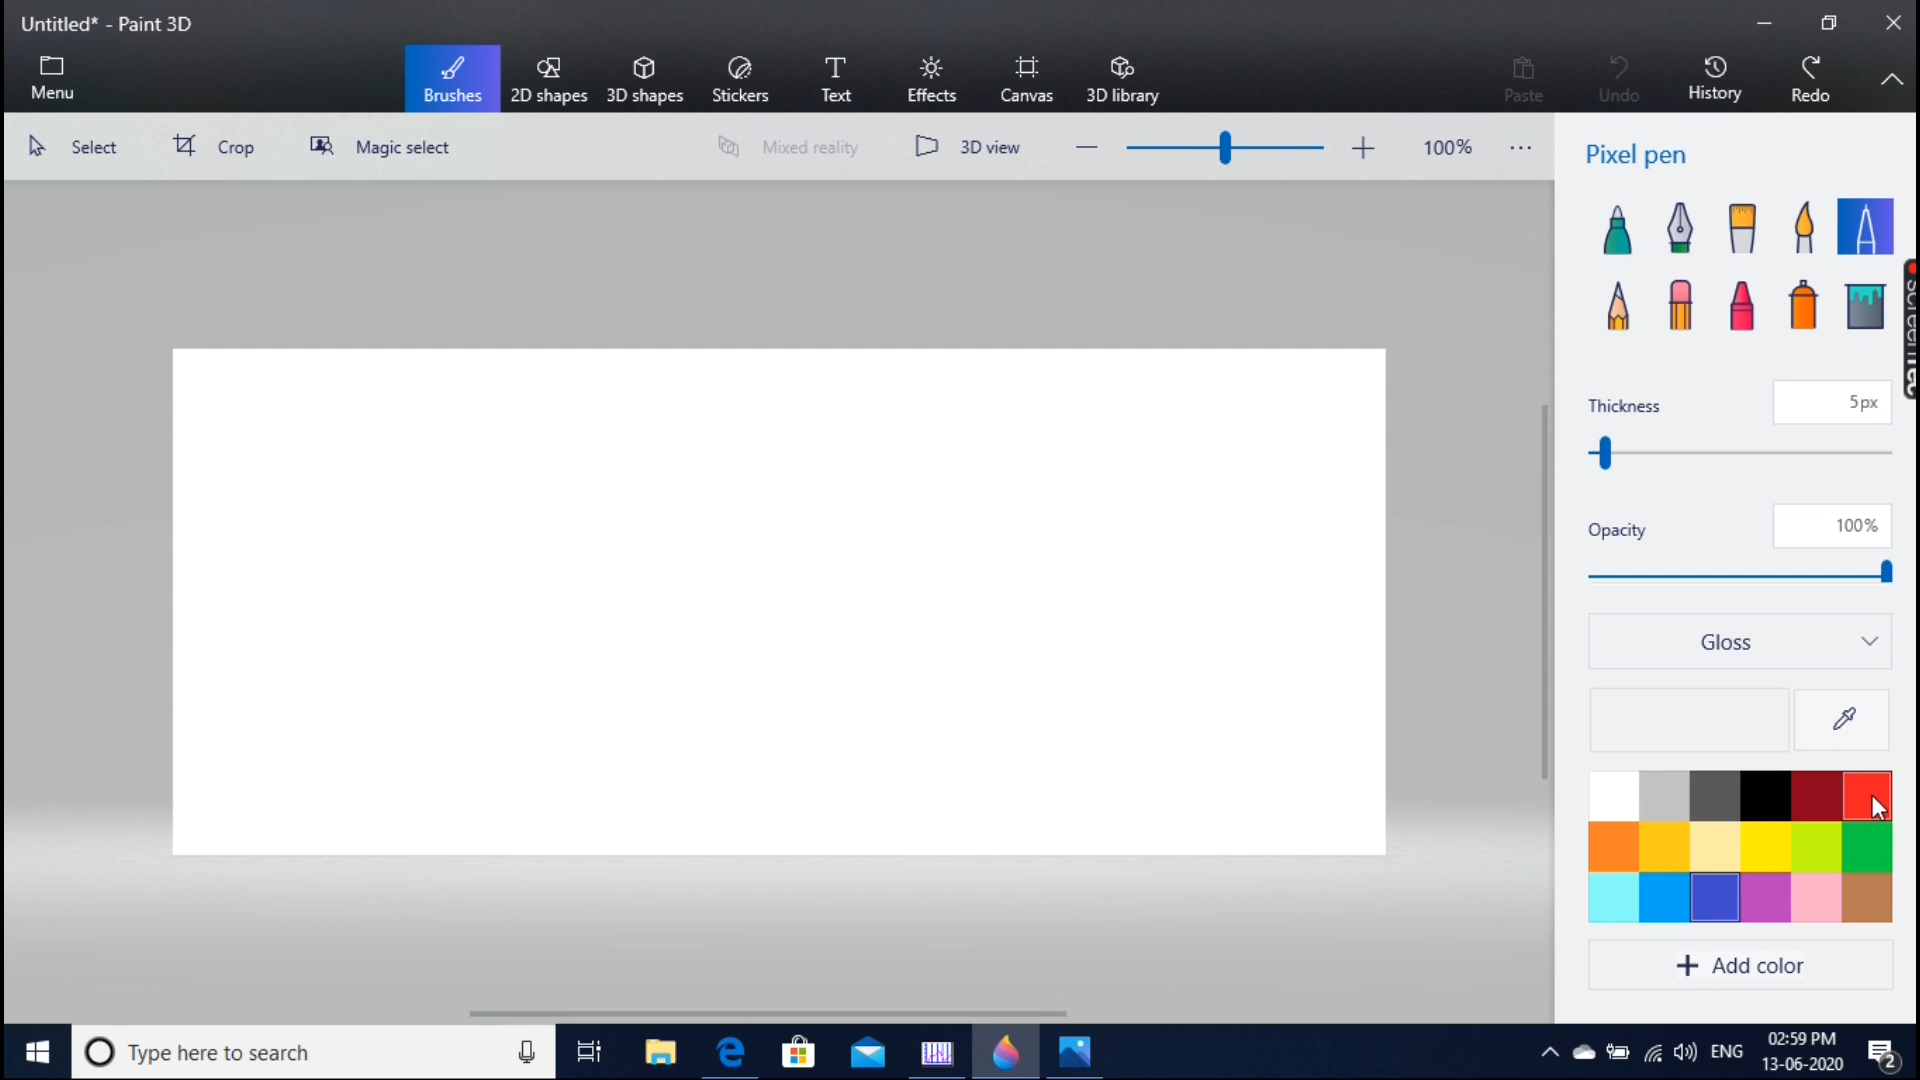 Untitled* - Paint 3D
Menu
Brushes
2D shapes
3D shapes
Stickers
Text
Effects
Canvas
3D library
Paste
Undo
History
Redo
Select
Crop
Magic select
Mixed reality
3D view
100%
Pixel pen
Thickness
5px
Opacity
100%
Gloss
Add color
Type here to search
ENG
02:59 PM
13-06-2020
2